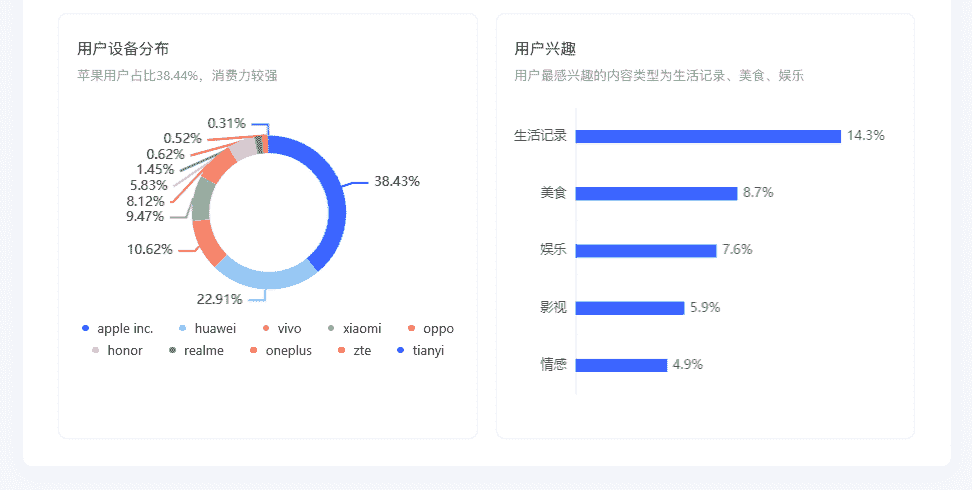 用户设备分布
苹果用户占比38.44%，消费力较强
0.31%
0.52%
0.62%
1.45%
5.83%
8.12%
9.47%
10.62%
22.91%
38.43%
apple inc. huawei vivo xiaomi oppo
honor realme oneplus zte tianyi
用户兴趣
用户最感兴趣的内容类型为生活记录、美食、娱乐
生活记录 14.3%
美食 8.7%
娱乐 7.6%
影视 5.9%
情感 4.9%